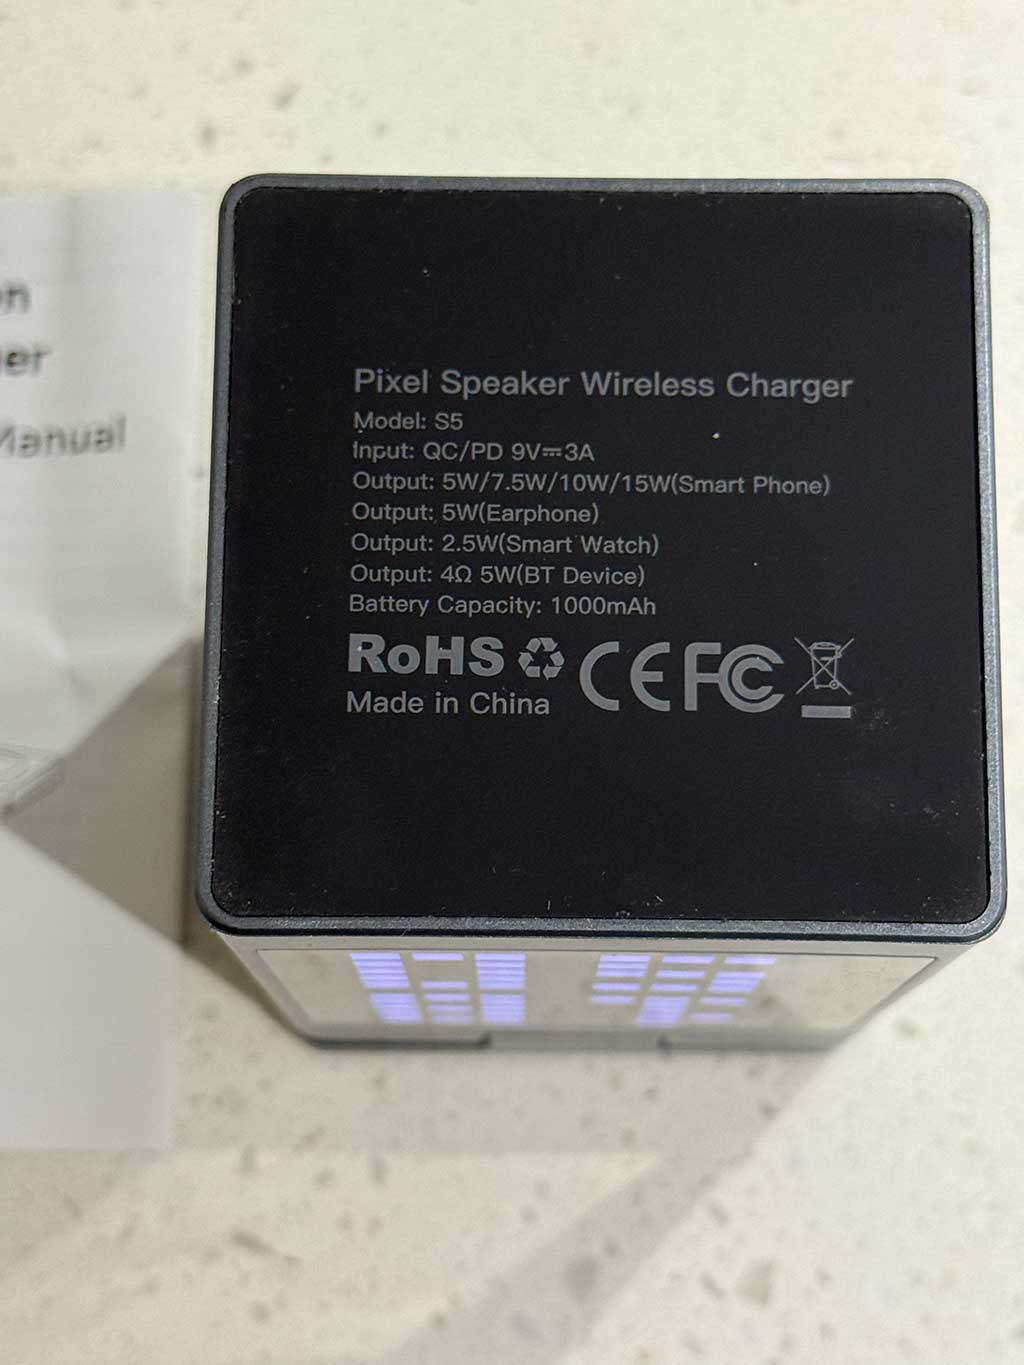 Pixel Speaker Wireless Charger
Model: S5
Input: QC/PD 9V⎓3A
Output: 5W/7.5W/10W/15W(Smart Phone)
Output: 5W(Earphone)
Output: 2.5W(Smart Watch)
Output: 4Ω 5W(BT Device)
Battery Capacity: 1000mAh
RoHS CE FC
Made in China
Manual